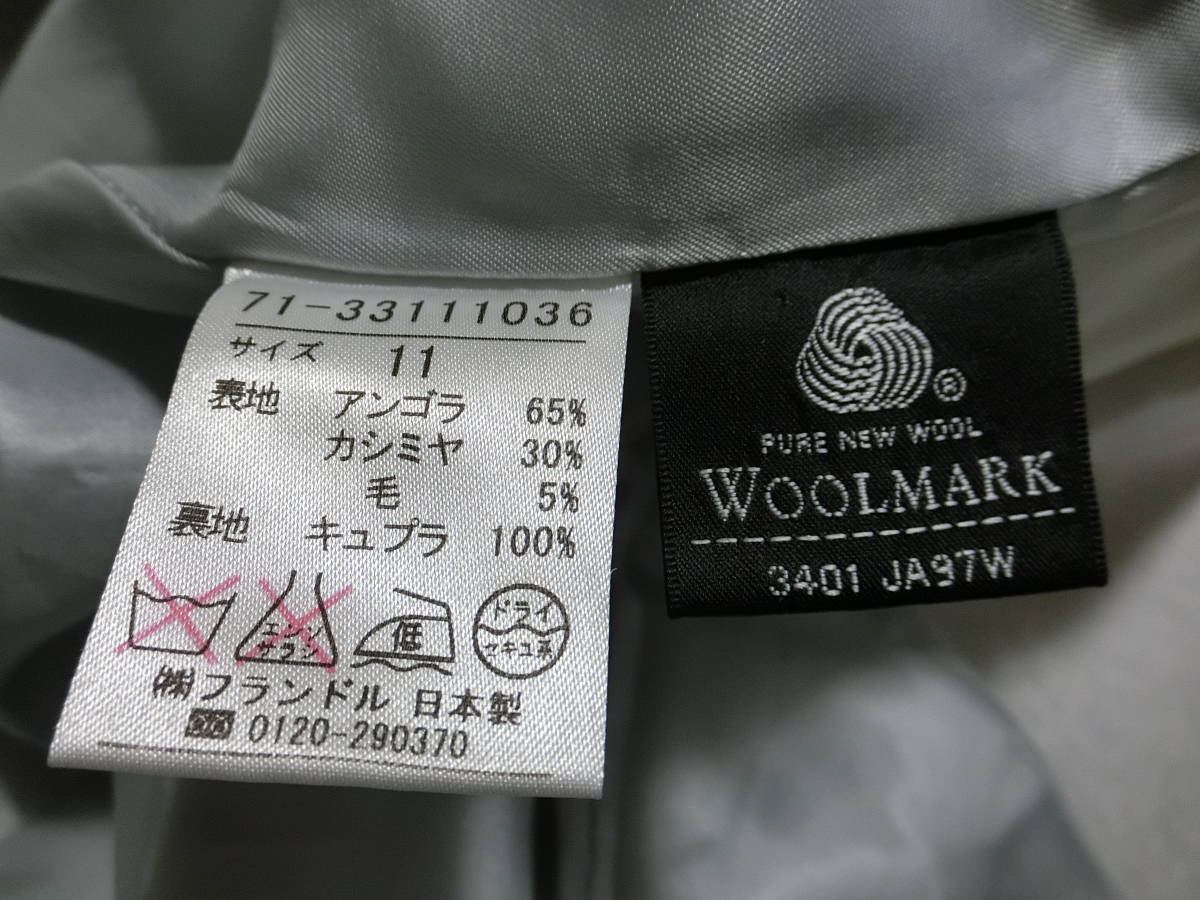 71-33111036
サイズ 11
表地 アンゴラ 65%
カシミヤ 30%
毛 5%
裏地 キュプラ 100%
エンソ サラシ
低
ドライ
セキユ系
㈱フランドル 日本製
0120-290370
®
PURE NEW WOOL
WOOLMARK
3401 JA97W